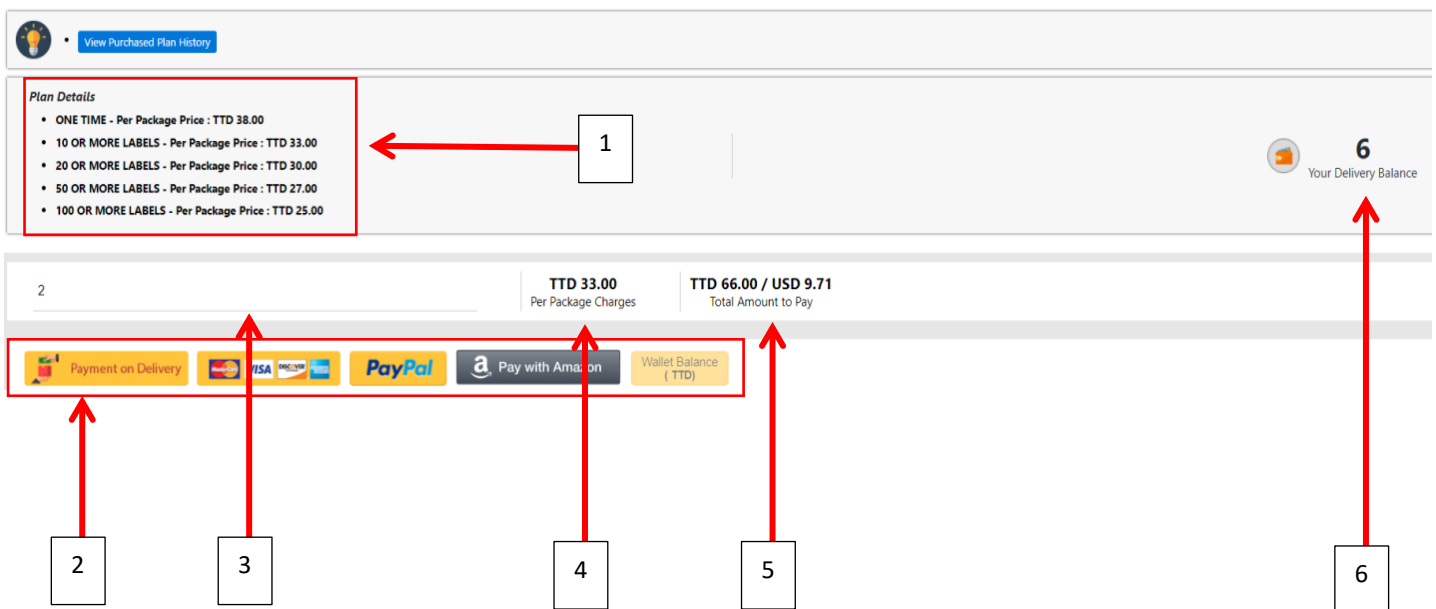 View Purchased Plan History
Plan Details
ONE TIME - Per Package Price : TTD 38.00
10 OR MORE LABELS - Per Package Price : TTD 33.00
20 OR MORE LABELS - Per Package Price : TTD 30.00
50 OR MORE LABELS - Per Package Price : TTD 27.00
100 OR MORE LABELS - Per Package Price : TTD 25.00
1
6
Your Delivery Balance
2
TTD 33.00
Per Package Charges
TTD 66.00 / USD 9.71
Total Amount to Pay
Payment on Delivery
MasterCard VISA DISCOVER
PayPal
a Pay with Amazon
Wallet Balance
( TTD)
2
3
4
5
6